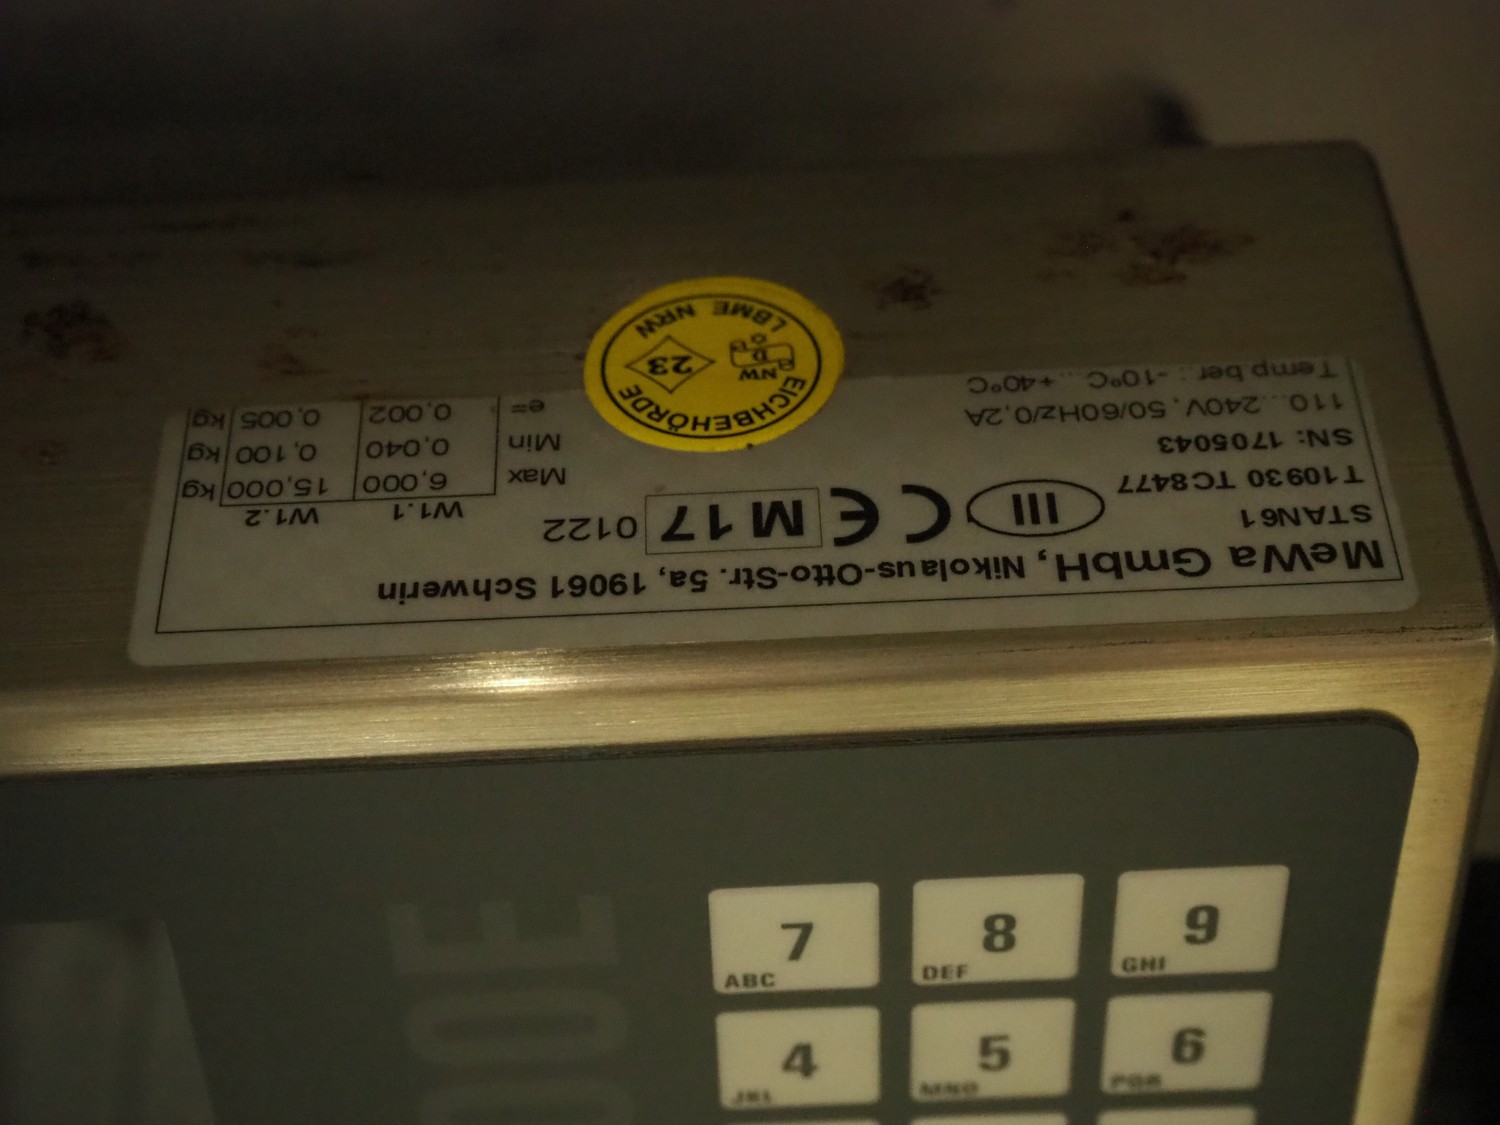 MeWa GmbH, Nikolaus-Otto-Str. 5a, 19061 Schwerin
STAN61
T10930 TC8477
SN: 1705043
110...240V, 50/60Hz/0,2A
Temp.ber.: -10°C...+40°C
III
CE M 17 0122
W1.1 W1.2
Max 6,000 15,000 kg
Min 0,040 0,100 kg
e= 0,002 0,005 kg
EICHBEHÖRDE
NW
D
23
LBME NRW
7 8 9
ABC DEF GHI
4 5 6
JKL MNO PQR